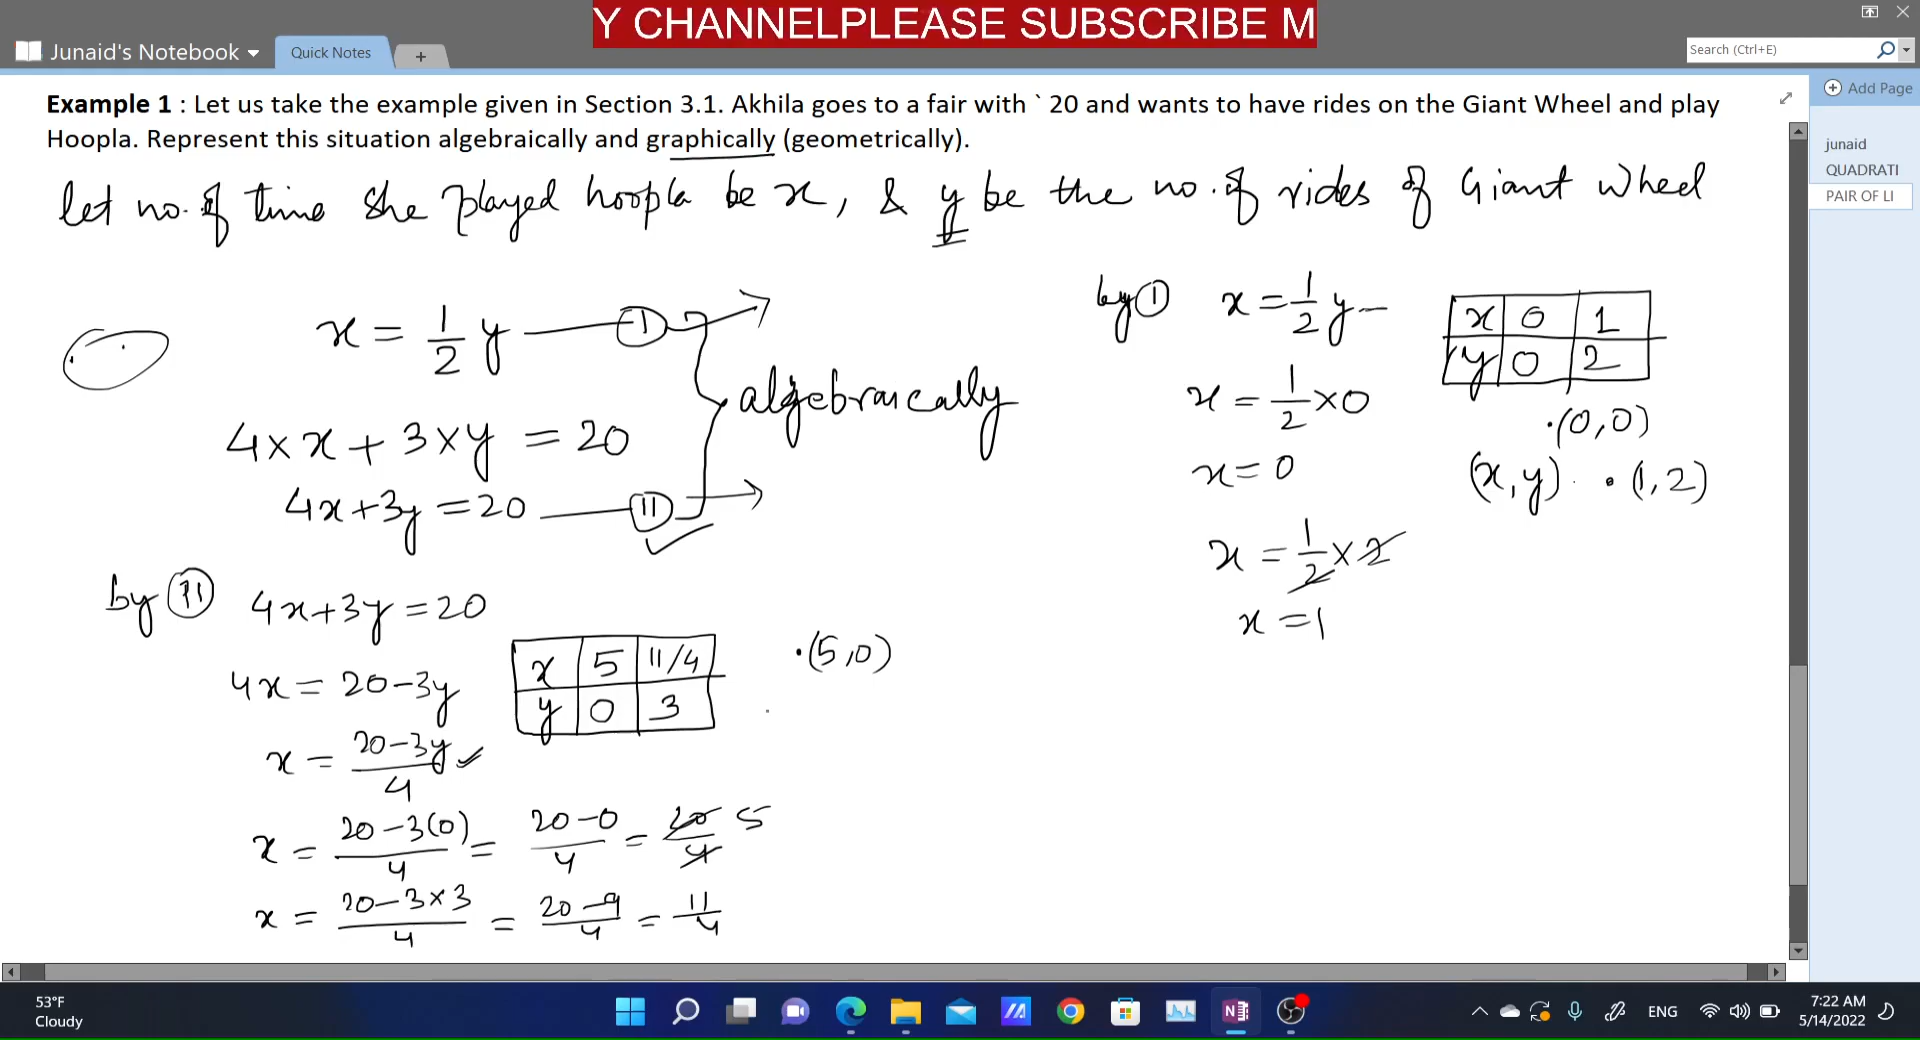 Y CHANNELPLEASE SUBSCRIBE M
Junaid's Notebook
Quick Notes
+
Search (Ctrl+E)
Add Page
junaid
QUADRATI
PAIR OF LI
Example 1 : Let us take the example given in Section 3.1. Akhila goes to a fair with ` 20 and wants to have rides on the Giant Wheel and play
Hoopla. Represent this situation algebraically and graphically (geometrically).
let no. of time she played hoopla be x, & y be the no. of rides of Giant Wheel
x = 1/2 y — I
4 × x + 3 × y = 20
4x + 3y = 20 — II
algebraically
by I x = 1/2 y –
x = 1/2 × 0
x = 0
x = 1/2 × 2
x = 1
x 0 1
y 0 2
·(0,0)
(x,y) · (1,2)
by II 4x + 3y = 20
4x = 20 – 3y
x = 20 – 3y / 4
x = 20 – 3(0) / 4 = 20 – 0 / 4 = 20 / 4 5
x = 20 – 3 × 3 / 4 = 20 – 9 / 4 = 11 / 4
x 5 11/4
y 0 3
·(5,0)
53°F
Cloudy
ENG
7:22 AM
5/14/2022